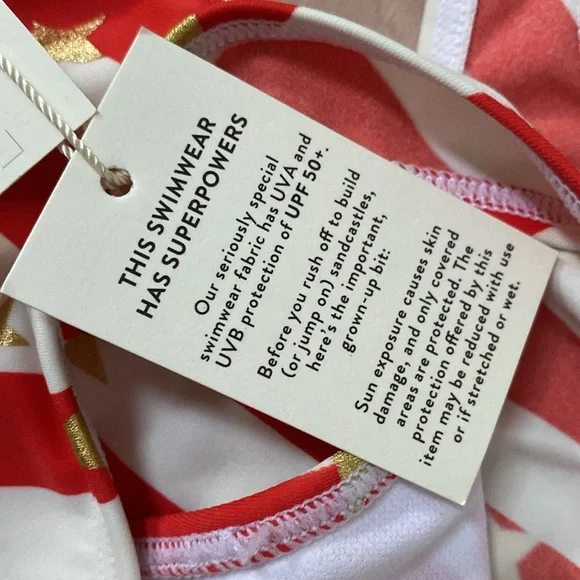 THIS SWIMWEAR
HAS SUPERPOWERS
Our seriously special
swimwear fabric has UVA and
UVB protection of UPF 50+.
Before you rush off to build
(or jump on) sandcastles,
here's the important,
grown-up bit:
Sun exposure causes skin
damage, and only covered
areas are protected. The
protection offered by this
item may be reduced with use
or if stretched or wet.